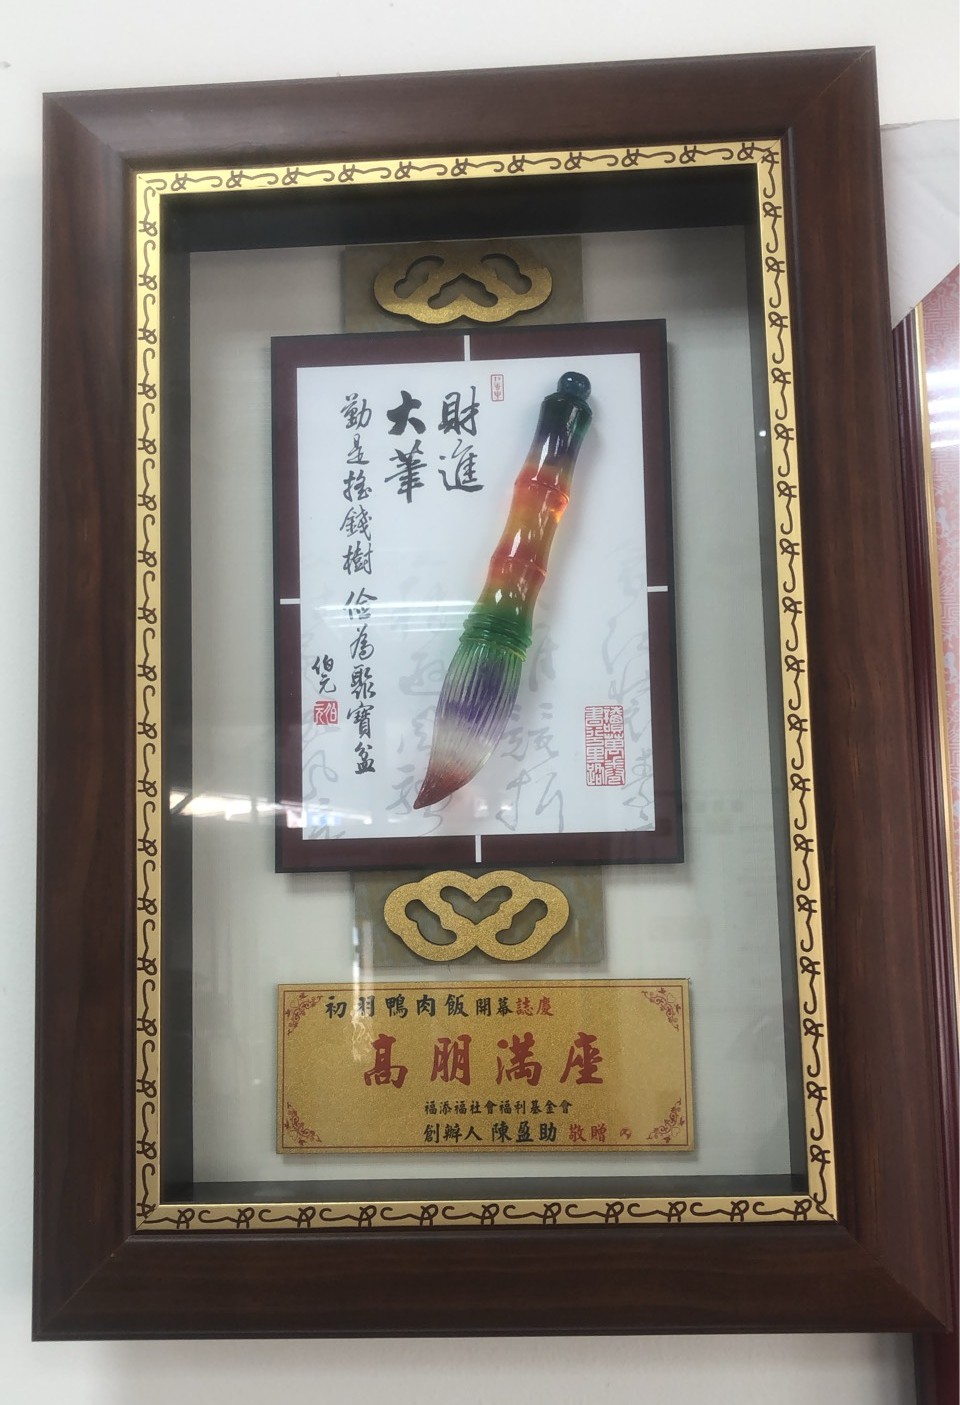 財進
大筆
勤是搖錢樹 儉為聚寶盆
伯元
伯元
初羽鴨肉飯開幕誌慶
高朋滿座
福添福社會福利基金會
創辦人 陳盈助 敬贈